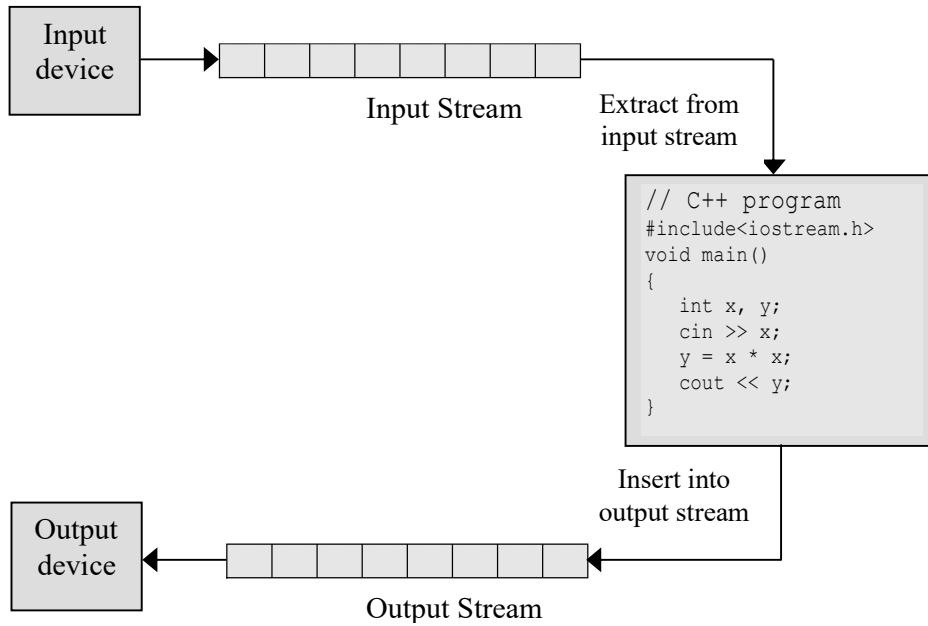 Input
device
Input Stream
Extract from
input stream
// C++ program
#include<iostream.h>
void main()
{
int x, y;
cin >> x;
y = x * x;
cout << y;
}
Insert into
output stream
Output
device
Output Stream